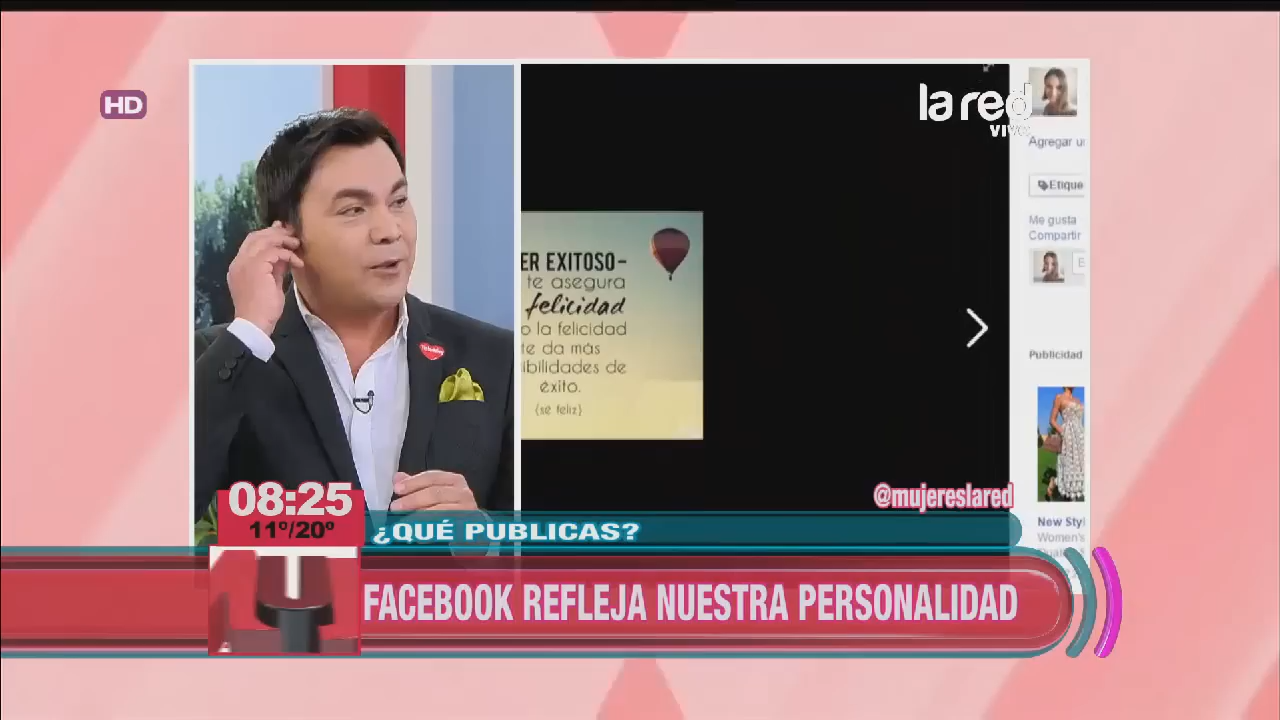 HD
la red
VIVO
Agregar u
Etique
Me gusta
Compartir
ER EXITOSO-
te asegura
felicidad
o la felicidad
te da más
ibilidades de
éxito.
(sé feliz)
Publicidad
@mujereslared
08:25
11°/20°
¿QUÉ PUBLICAS?
New Styl
Women's
FACEBOOK REFLEJA NUESTRA PERSONALIDAD